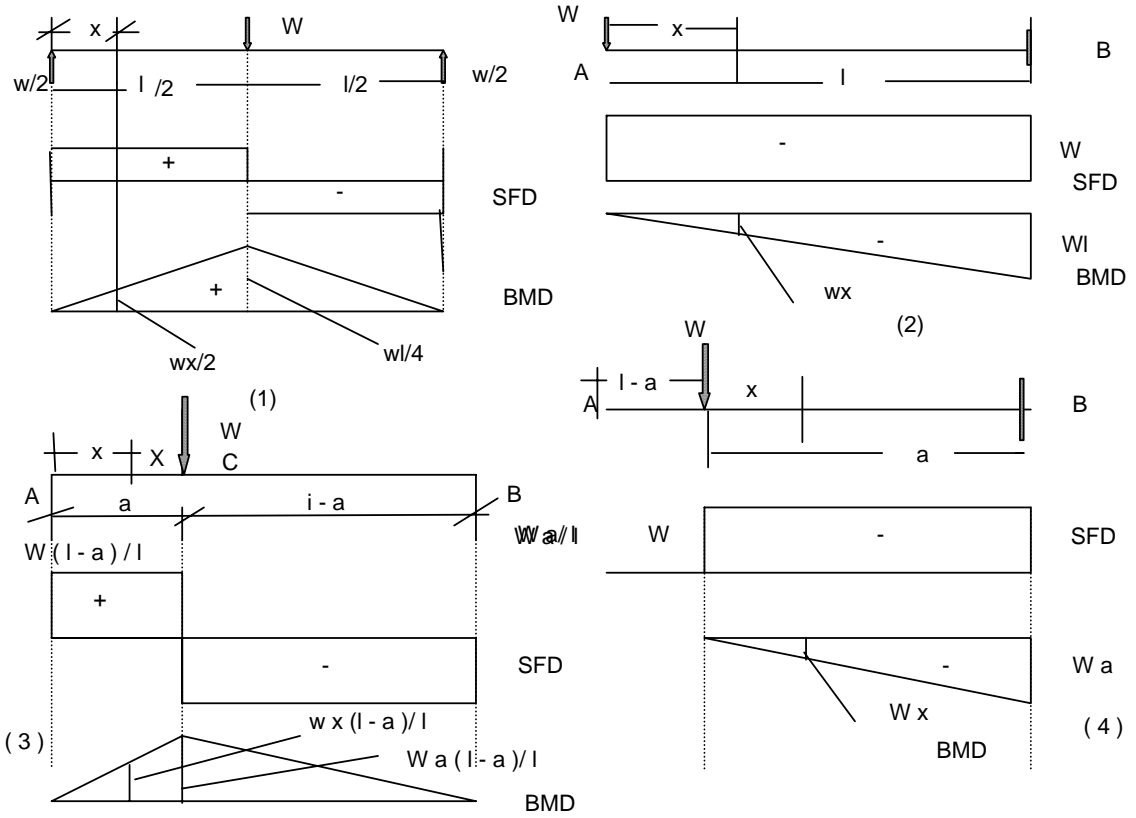 x
W
w/2
l /2
l/2
w/2
+
-
SFD
+
BMD
wx/2
wl/4
(1)
W
x
A
l
B
-
W
SFD
-
Wl
BMD
wx
(2)
x
X
W
C
A
a
i - a
B
W ( l - a ) / l
W a/ l
+
-
SFD
w x (l - a )/ l
W a ( l - a )/ l
( 3 )
BMD
W
l - a
A
x
B
a
W
-
SFD
-
W a
W x
( 4 )
BMD